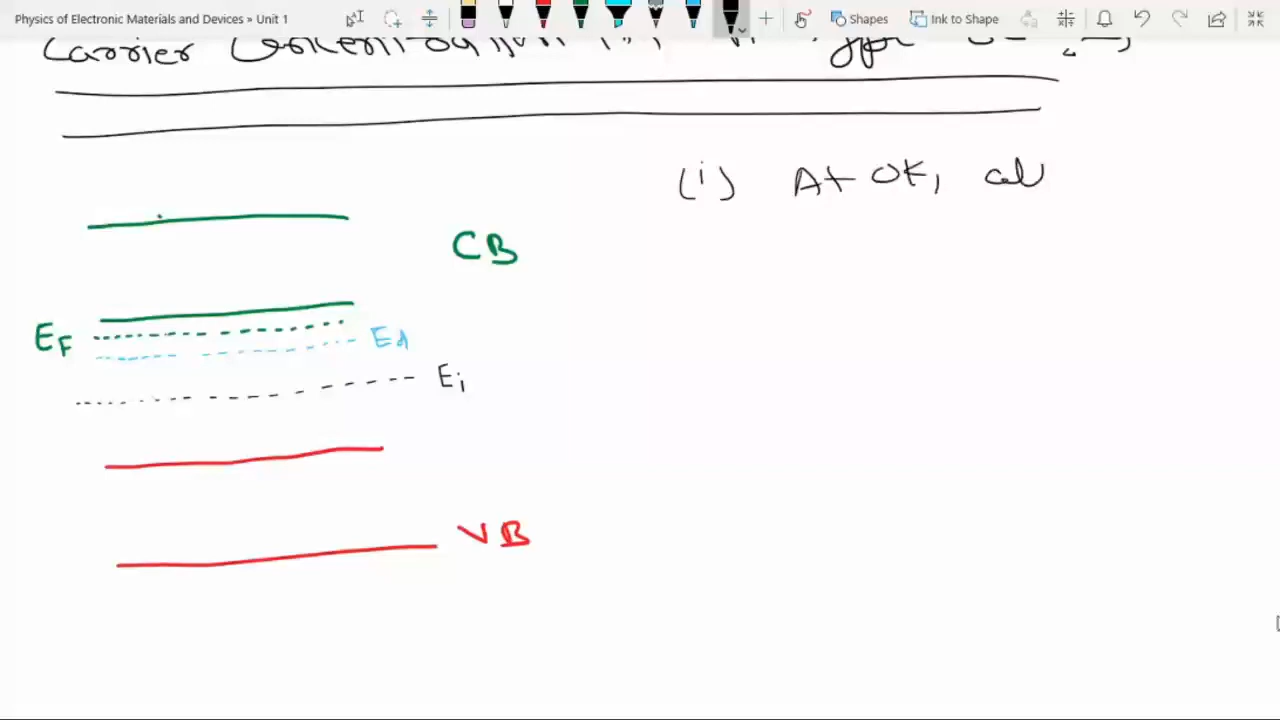 Physics of Electronic Materials and Devices » Unit 1
Shapes
Ink to Shape
Carrier
(i) At 0K, all
CB
EF
Ed
Ei
VB